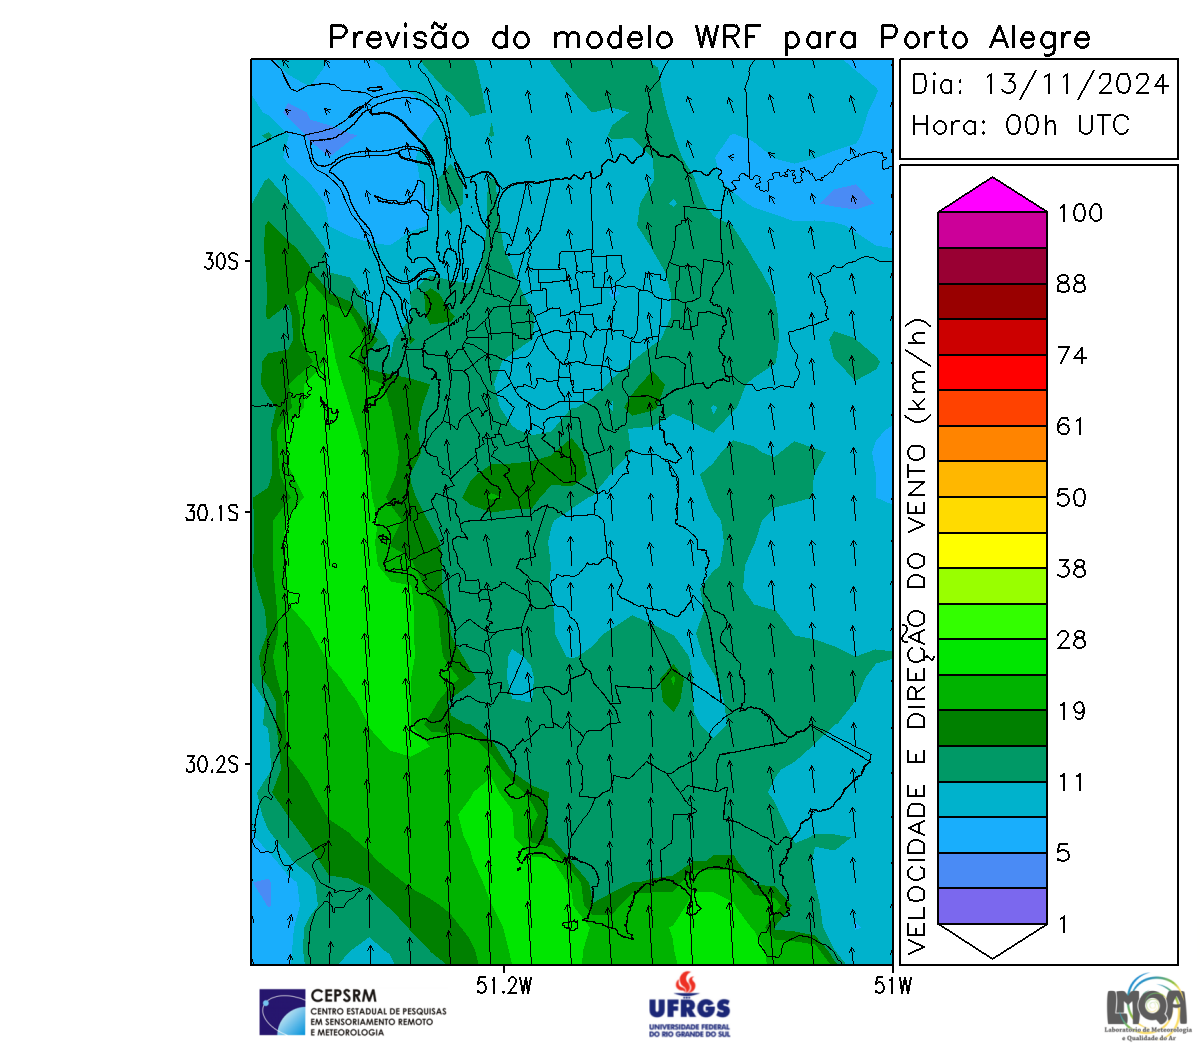 Previsão do modelo WRF para Porto Alegre
Dia: 13/11/2024
Hora: 00h UTC
30S
30.1S
30.2S
51.2W
51W
VELOCIDADE E DIREÇÃO DO VENTO (km/h)
100
88
74
61
50
38
28
19
11
5
1
CEPSRM
CENTRO ESTADUAL DE PESQUISAS
EM SENSORIAMENTO REMOTO
E METEOROLOGIA
UFRGS
UNIVERSIDADE FEDERAL
DO RIO GRANDE DO SUL
LMQA
Laboratório de Meteorologia
e Qualidade do Ar